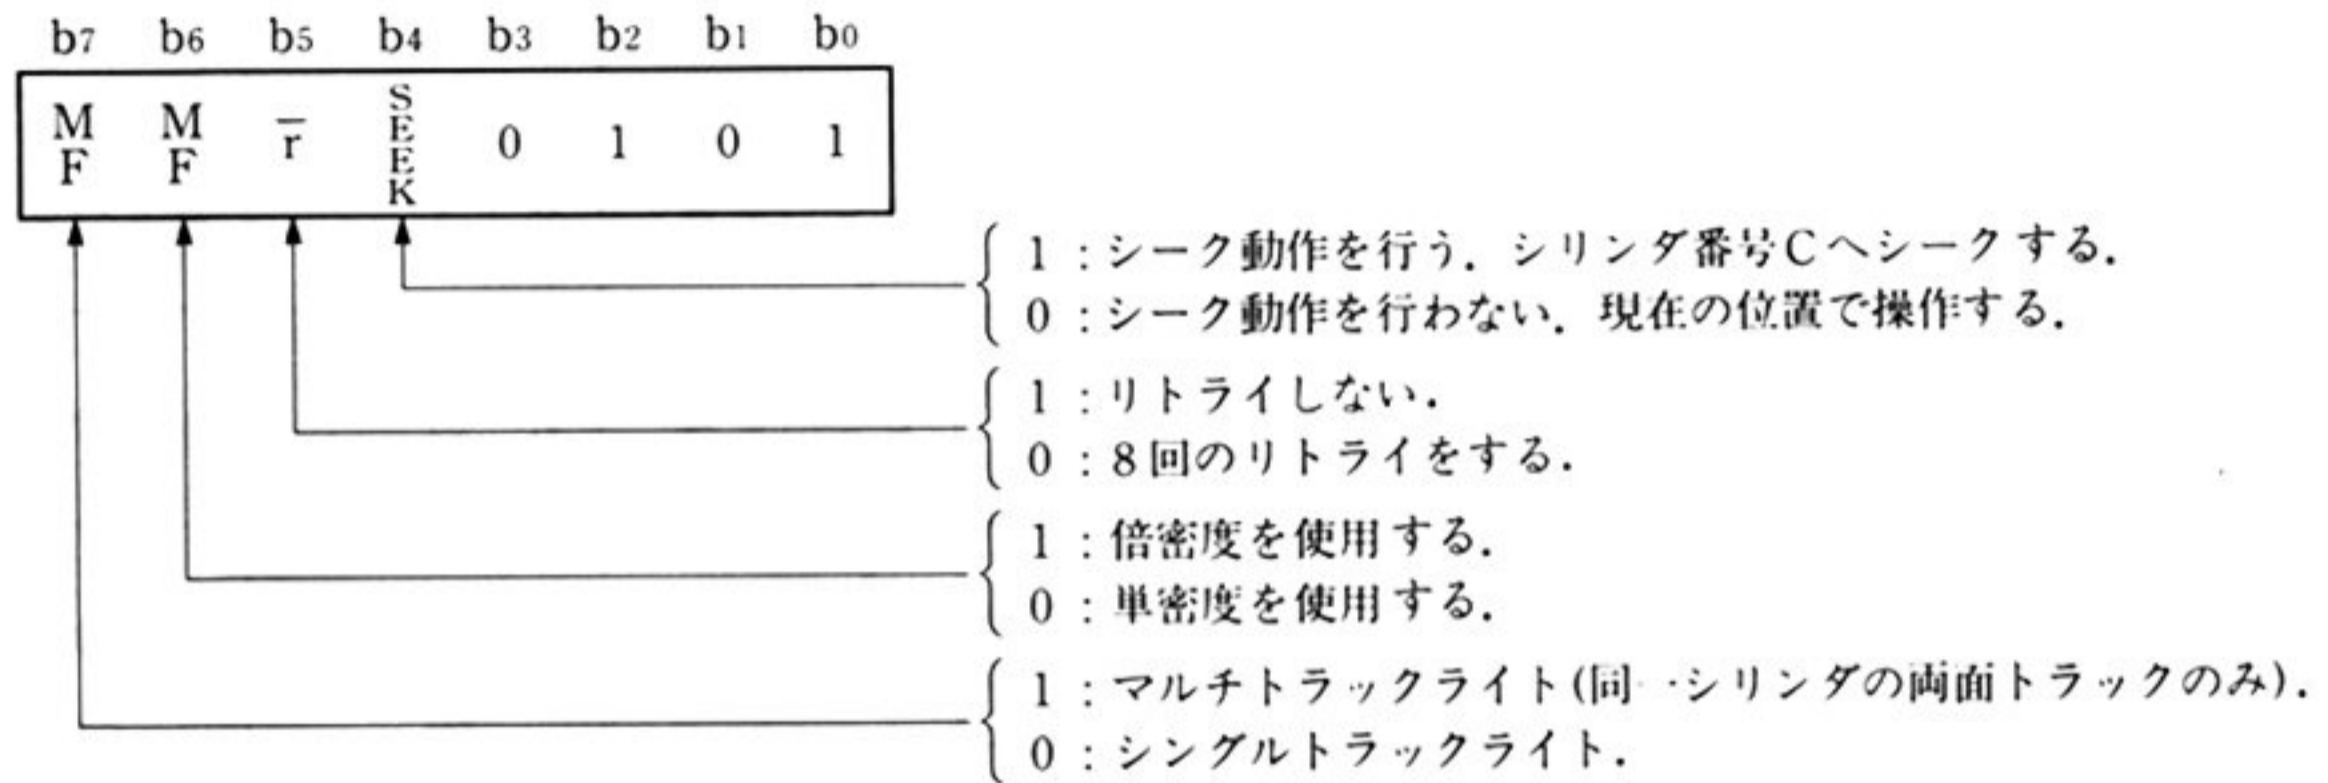 b7 b6 b5 b4 b3 b2 b1 b0
MF MF r̅ SEEK 0 1 0 1
1:シーク動作を行う.シリンダ番号Cへシークする.
0:シーク動作を行わない.現在の位置で操作する.
1:リトライしない.
0:8回のリトライをする.
1:倍密度を使用する.
0:単密度を使用する.
1:マルチトラックライト(同一シリンダの両面トラックのみ).
0:シングルトラックライト.